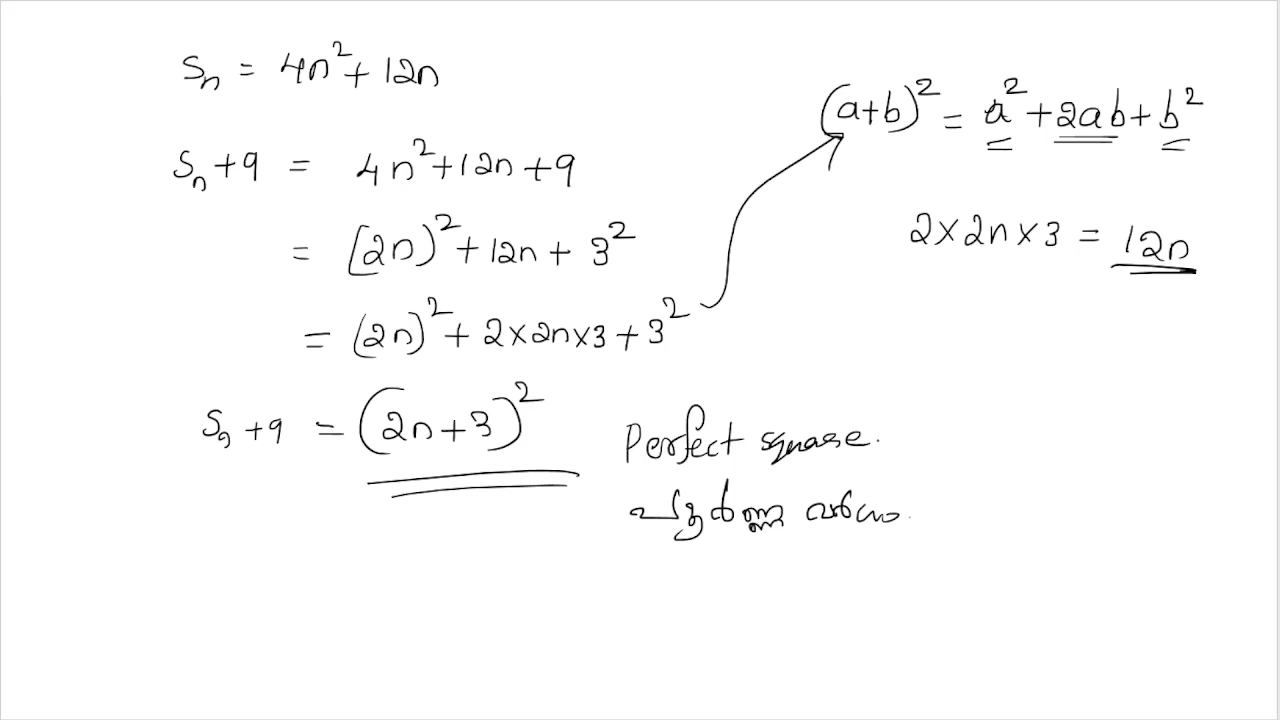 Sn = 4n² + 12n
Sn + 9 = 4n² + 12n + 9
= (2n)² + 12n + 3²
= (2n)² + 2×2n×3 + 3²
Sn + 9 = (2n+3)²
(a+b)² = a² + 2ab + b²
2×2n×3 = 12n
Perfect square.
പൂർണ്ണ വർഗം.